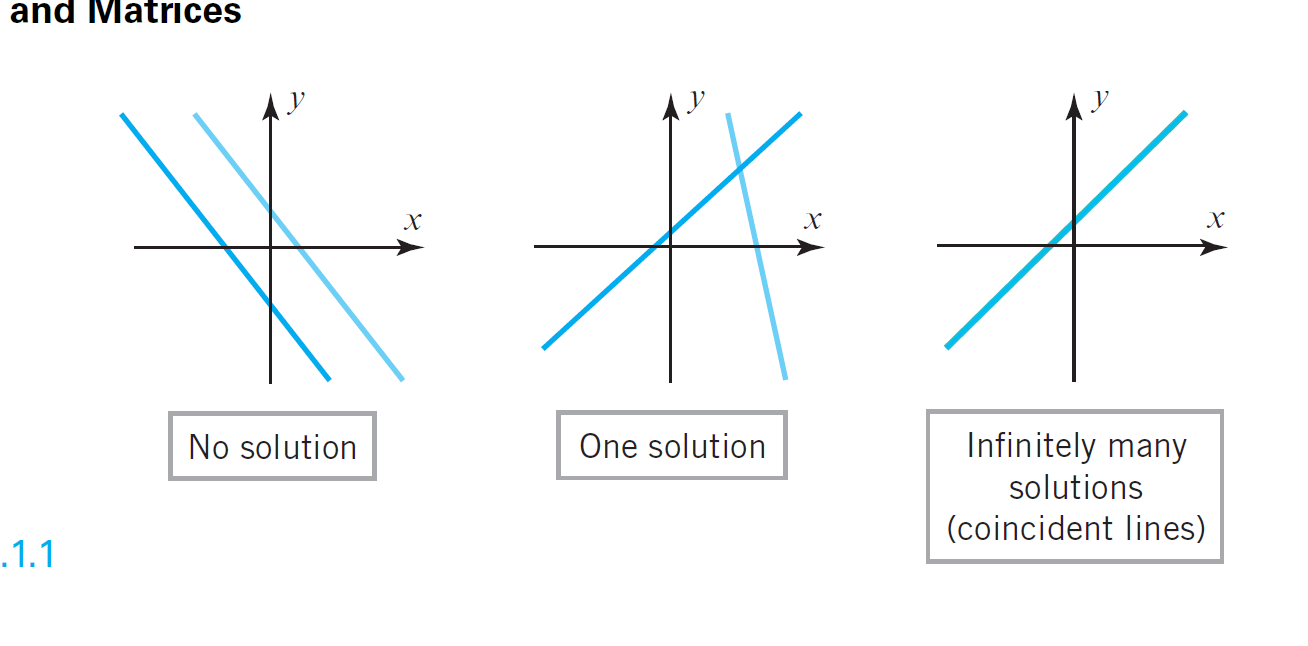 and Matrices
y
x
No solution
y
x
One solution
y
x
Infinitely many
solutions
(coincident lines)
.1.1